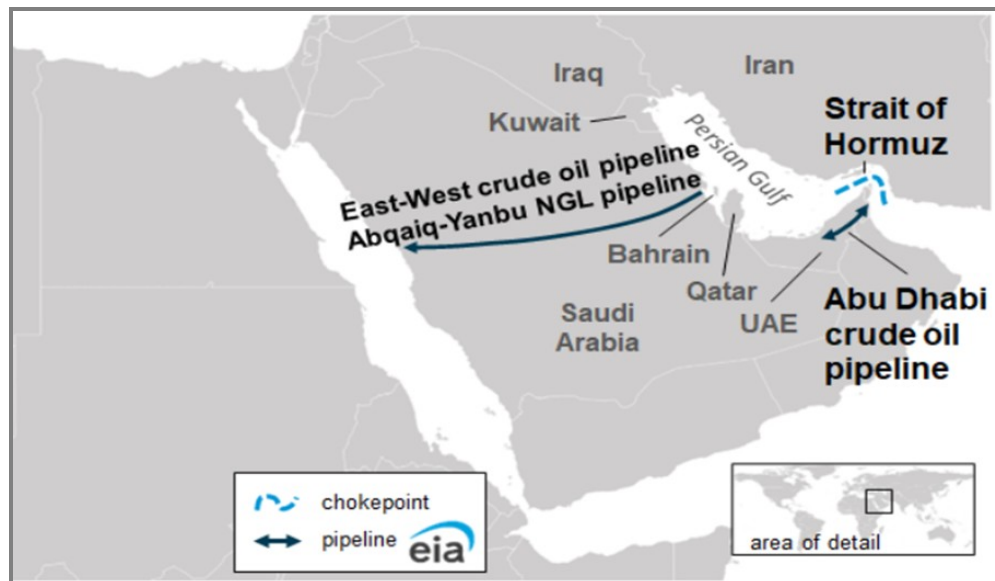 Iraq
Iran
Kuwait
Persian Gulf
Strait of
Hormuz
East-West crude oil pipeline
Abqaiq-Yanbu NGL pipeline
Bahrain
Qatar
UAE
Saudi
Arabia
Abu Dhabi
crude oil
pipeline
chokepoint
pipeline
eia
area of detail